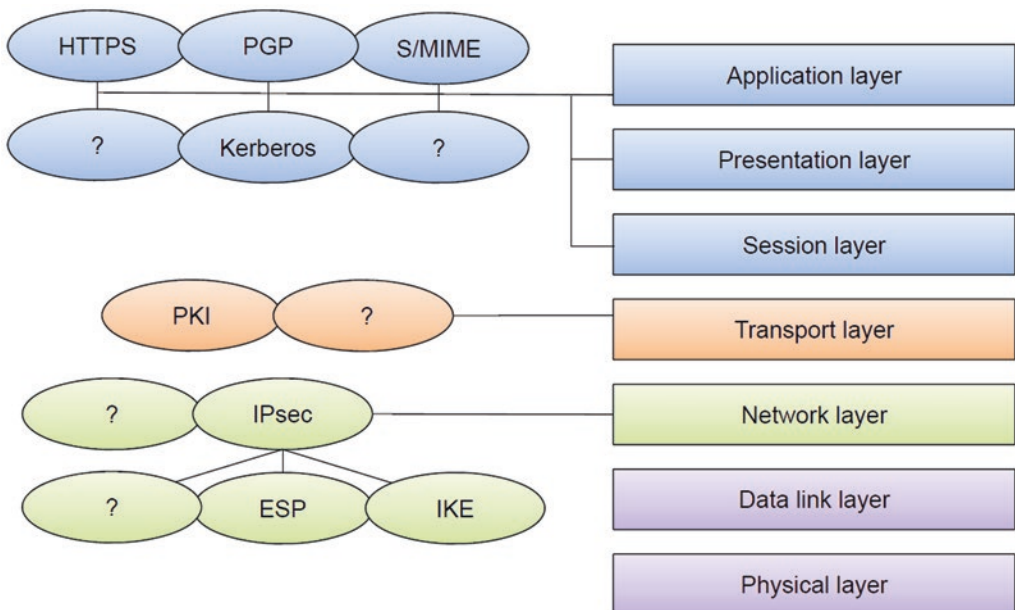 HTTPS
PGP
S/MIME
?
Kerberos
?
Application layer
Presentation layer
Session layer
PKI
?
Transport layer
?
IPsec
Network layer
?
ESP
IKE
Data link layer
Physical layer